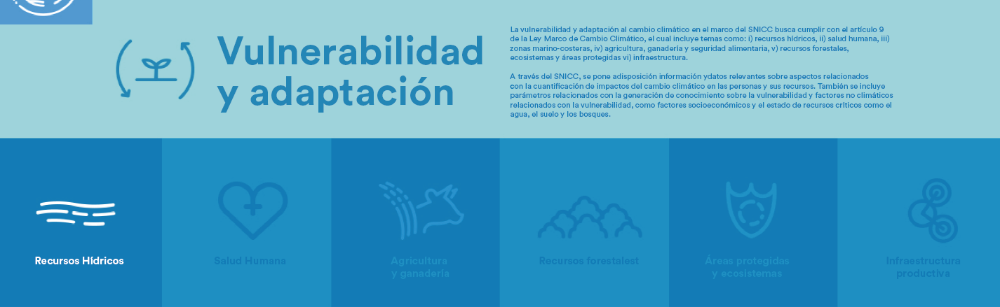 Vulnerabilidad
y adaptación
La vulnerabilidad y adaptación al cambio climático en el marco del SNICC busca cumplir con el artículo 9
de la Ley Marco de Cambio Climático, el cual incluye temas como: i) recursos hídricos, ii) salud humana, iii)
zonas marino-costeras, iv) agricultura, ganadería y seguridad alimentaria, v) recursos forestales,
ecosistemas y áreas protegidas vi) infraestructura.
A través del SNICC, se pone adisposición información ydatos relevantes sobre aspectos relacionados
con la cuantificación de impactos del cambio climático en las personas y sus recursos. También se incluye
parámetros relacionados con la generación de conocimiento sobre la vulnerabilidad y factores no climáticos
relacionados con la vulnerabilidad, como factores socioeconómicos y el estado de recursos críticos como el
agua, el suelo y los bosques.
Recursos Hídricos
Salud Humana
Agricultura
y ganadería
Recursos forestalest
Áreas protegidas
y ecosistemas
Infraestructura
productiva